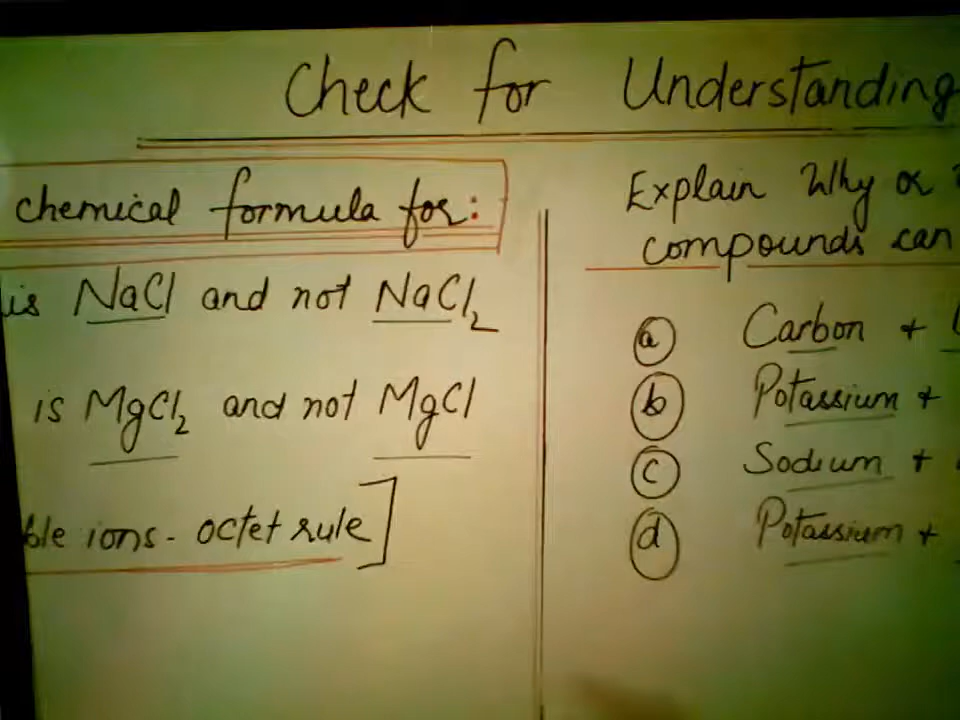 Check for Understanding
chemical formula for:
is NaCl and not NaCl₂
is MgCl₂ and not MgCl
ble ions - octet rule]
Explain Why or
compounds can
a Carbon +
b Potassium +
c Sodium +
d Potassium +